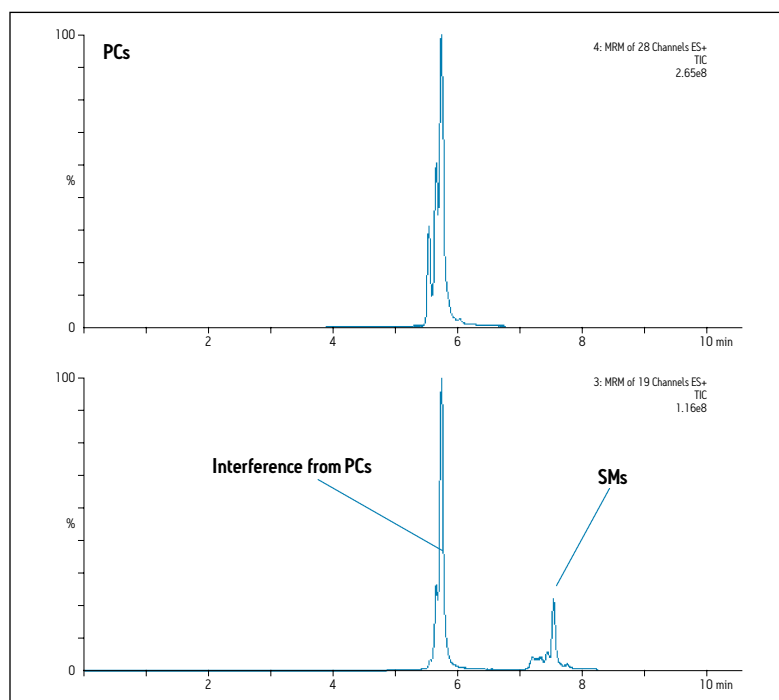 PCs
4: MRM of 28 Channels ES+
TIC
2.65e8
100
%
0
2 4 6 8 10 min
3: MRM of 19 Channels ES+
TIC
1.16e8
100
Interference from PCs
SMs
%
0
2 4 6 8 10 min